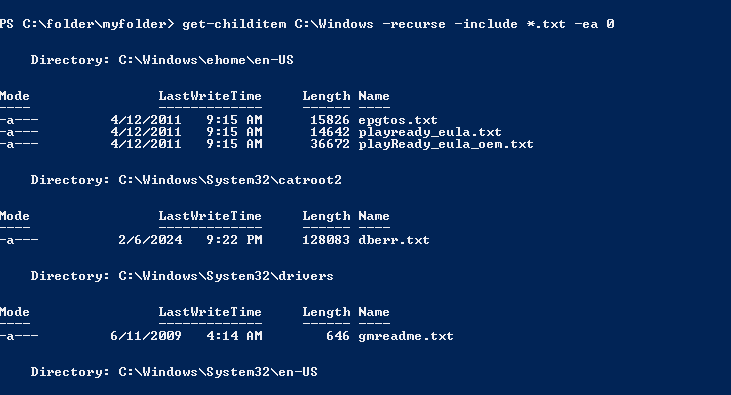 PS C:\folder\myfolder> get-childitem C:\Windows -recurse -include *.txt -ea 0
Directory: C:\Windows\ehome\en-US
Mode LastWriteTime Length Name
---- ------------- ------ ----
-a--- 4/12/2011 9:15 AM 15826 epgtos.txt
-a--- 4/12/2011 9:15 AM 14642 playready_eula.txt
-a--- 4/12/2011 9:15 AM 36672 playReady_eula_oem.txt
Directory: C:\Windows\System32\catroot2
Mode LastWriteTime Length Name
---- ------------- ------ ----
-a--- 2/6/2024 9:22 PM 128083 dberr.txt
Directory: C:\Windows\System32\drivers
Mode LastWriteTime Length Name
---- ------------- ------ ----
-a--- 6/11/2009 4:14 AM 646 gmreadme.txt
Directory: C:\Windows\System32\en-US